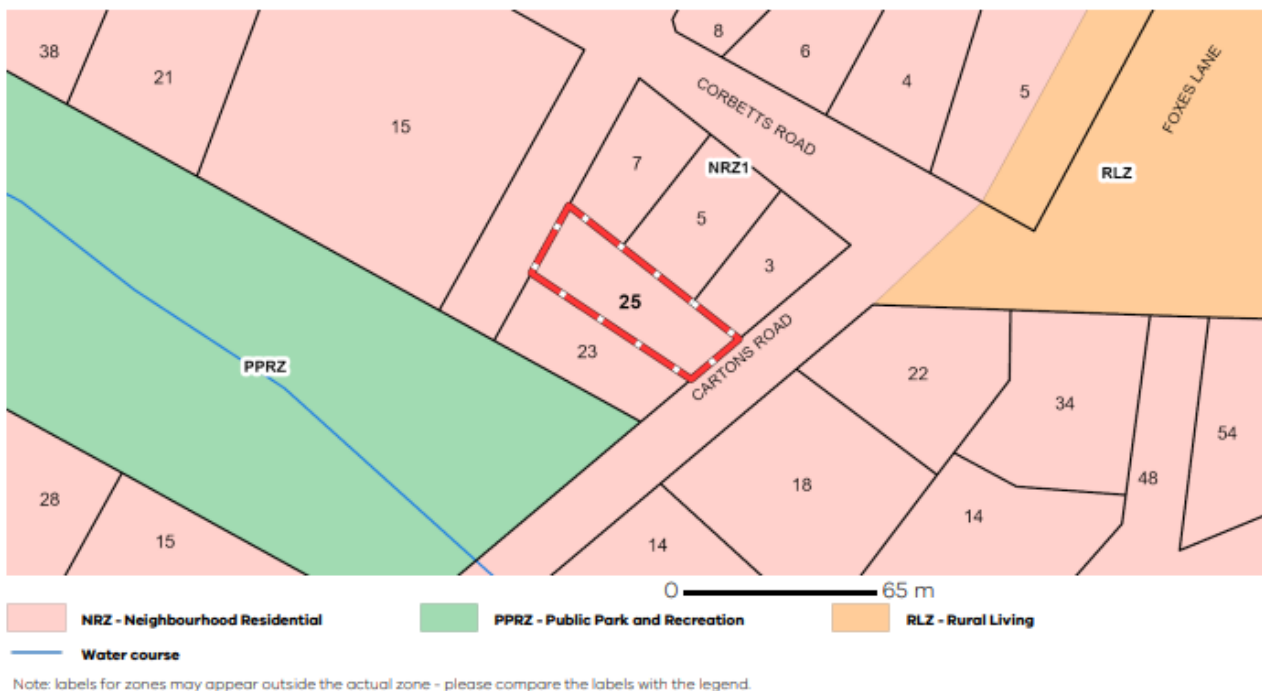 38
21
15
8
6
4
5
FOXES LANE
CORBETTS ROAD
7
NRZ1
5
3
RLZ
25
23
CARTONS ROAD
PPRZ
22
34
54
28
15
18
48
14
14
0 65 m
NRZ - Neighbourhood Residential PPRZ - Public Park and Recreation RLZ - Rural Living
Water course
Note: labels for zones may appear outside the actual zone - please compare the labels with the legend.